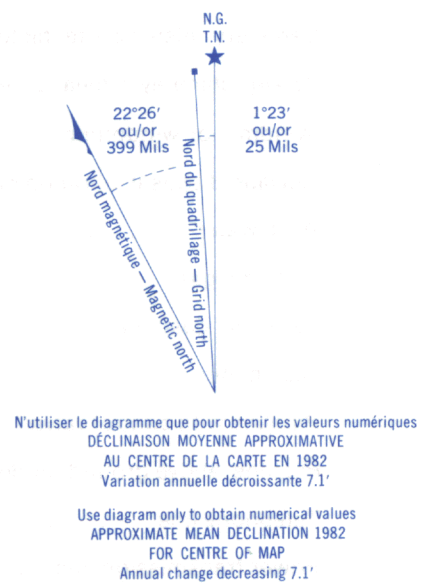 N.G.
T.N.
22°26′
ou/or
399 Mils
1°23′
ou/or
25 Mils
Nord magnétique — Magnetic north
Nord du quadrillage — Grid north
N'utiliser le diagramme que pour obtenir les valeurs numériques
DÉCLINAISON MOYENNE APPROXIMATIVE
AU CENTRE DE LA CARTE EN 1982
Variation annuelle décroissante 7.1′
Use diagram only to obtain numerical values
APPROXIMATE MEAN DECLINATION 1982
FOR CENTRE OF MAP
Annual change decreasing 7.1′